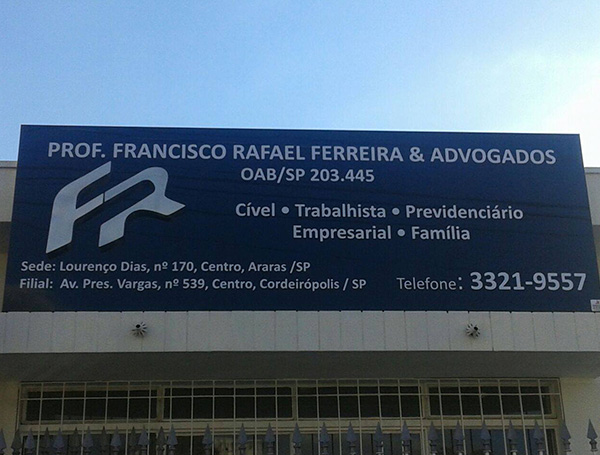 PROF. FRANCISCO RAFAEL FERREIRA & ADVOGADOS
OAB/SP 203.445
FR
Cível • Trabalhista • Previdenciário
Empresarial • Família
Sede: Lourenço Dias, nº 170, Centro, Araras /SP
Filial: Av. Pres. Vargas, nº 539, Centro, Cordeirópolis / SP
Telefone: 3321-9557